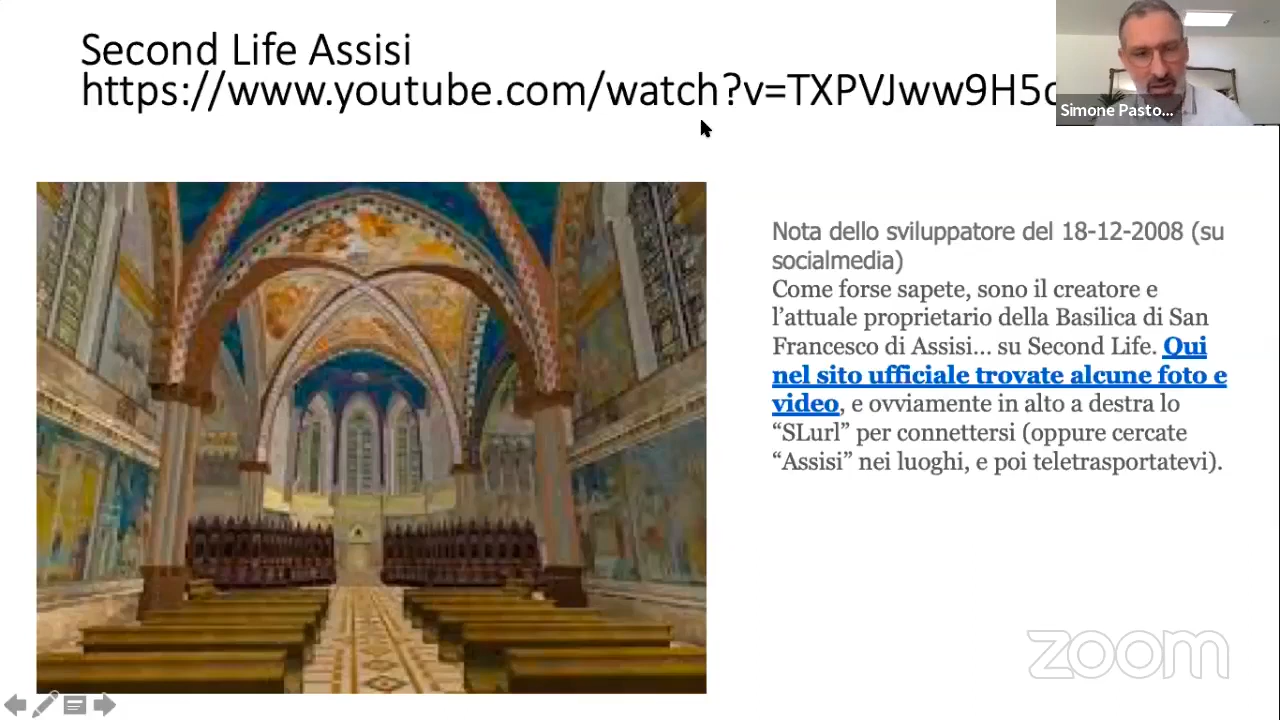 Second Life Assisi
https://www.youtube.com/watch?v=TXPVJww9H5
Simone Pasto...
Nota dello sviluppatore del 18-12-2008 (su
socialmedia)
Come forse sapete, sono il creatore e
l’attuale proprietario della Basilica di San
Francesco di Assisi... su Second Life. Qui
nel sito ufficiale trovate alcune foto e
video, e ovviamente in alto a destra lo
“SLurl” per connettersi (oppure cercate
“Assisi” nei luoghi, e poi teletrasportatevi).
zoom